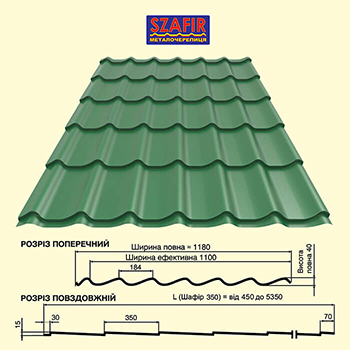 SZAFIR
МЕТАЛОЧЕРЕПИЦЯ
РОЗРІЗ ПОПЕРЕЧНИЙ
Ширина повна = 1180
Ширина ефективна 1100
184
Висота
повна 40
РОЗРІЗ ПОВЗДОВЖНІЙ
L (Шафір 350) = від 450 до 5350
15
30
350
70